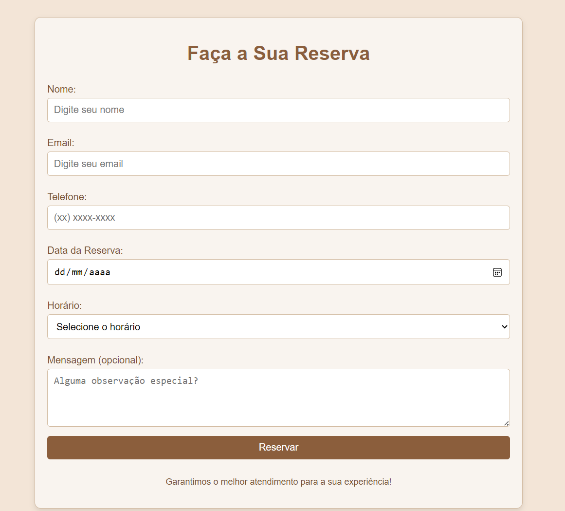 Faça a Sua Reserva
Nome:
Digite seu nome
Email:
Digite seu email
Telefone:
(xx) xxxx-xxxx
Data da Reserva:
dd/mm/aaaa
Horário:
Selecione o horário
Mensagem (opcional):
Alguma observação especial?
Reservar
Garantimos o melhor atendimento para a sua experiência!